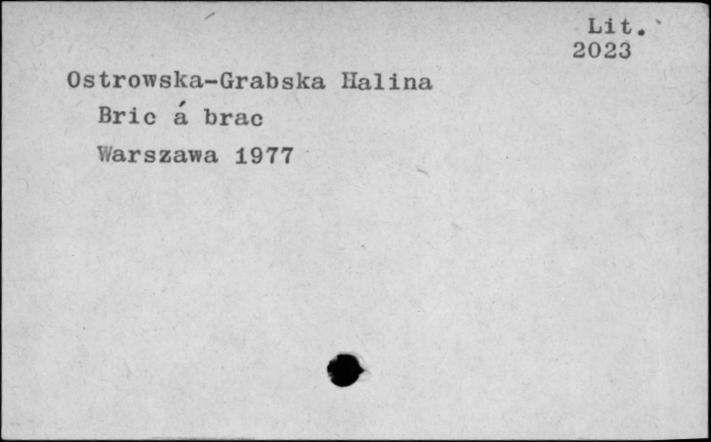 Lit.
2023
Ostrowska-Grabska Halina
Bric á brac
Warszawa 1977